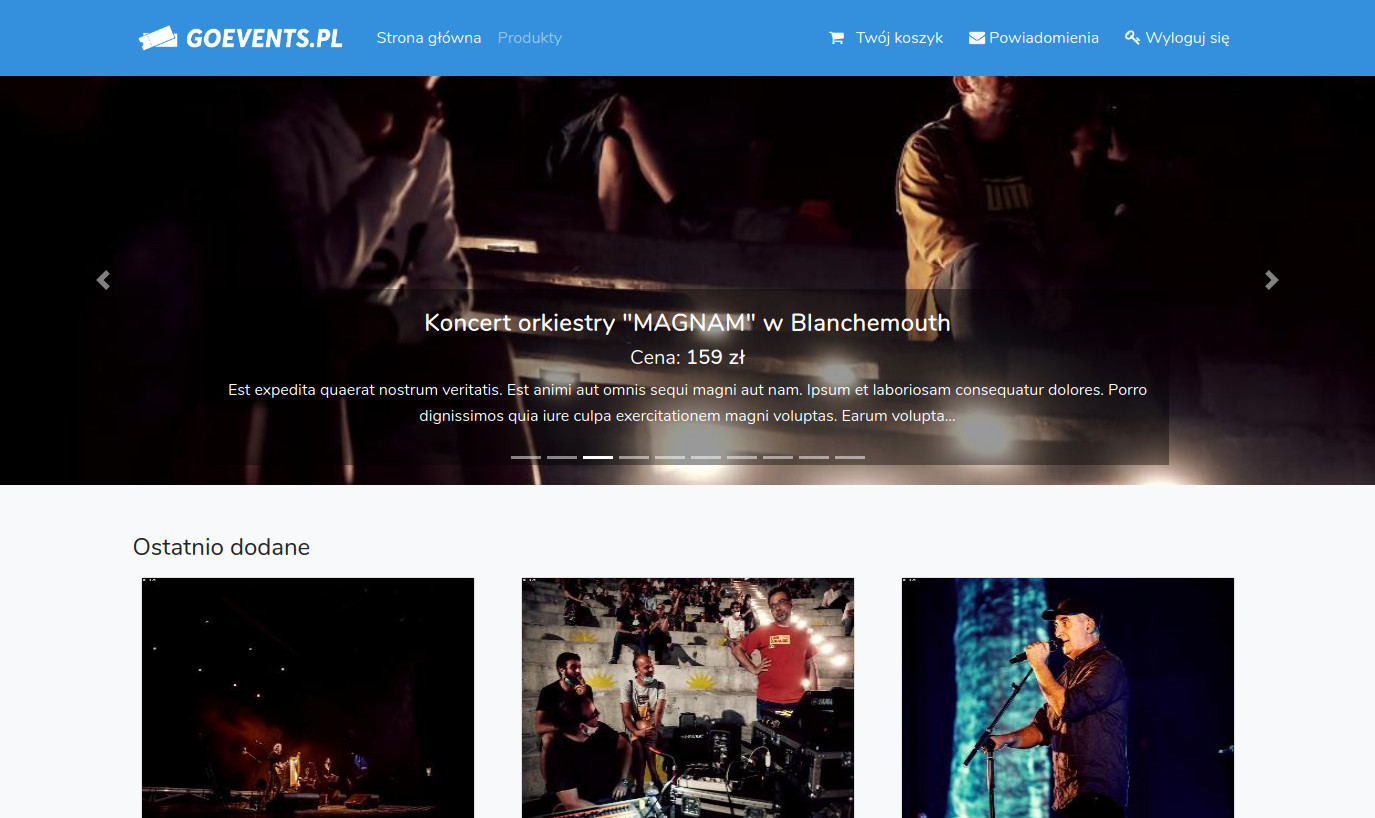 GOEVENTS.PL Strona główna Produkty Twój koszyk Powiadomienia Wyloguj się
Koncert orkiestry "MAGNAM" w Blanchemouth
Cena: 159 zł
Est expedita quaerat nostrum veritatis. Est animi aut omnis sequi magni aut nam. Ipsum et laboriosam consequatur dolores. Porro
dignissimos quia iure culpa exercitationem magni voluptas. Earum volupta...
Ostatnio dodane